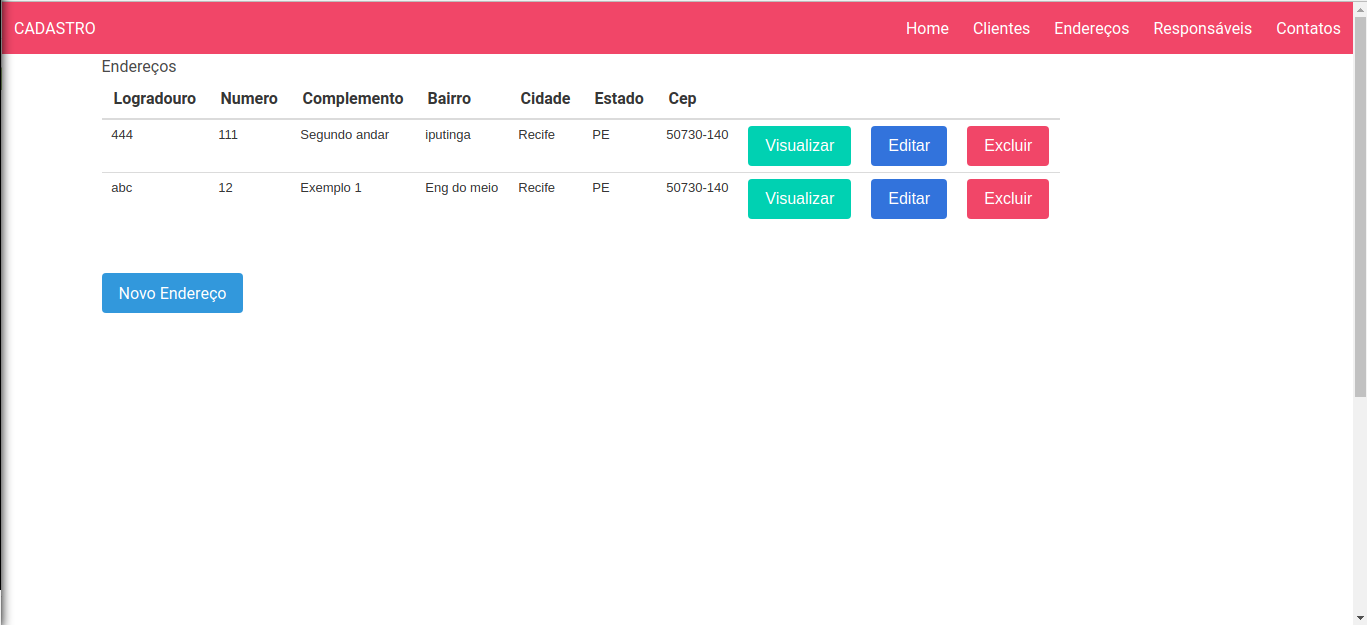 CADASTRO Home Clientes Endereços Responsáveis Contatos
Endereços
Logradouro Numero Complemento Bairro Cidade Estado Cep
444 111 Segundo andar iputinga Recife PE 50730-140 Visualizar Editar Excluir
abc 12 Exemplo 1 Eng do meio Recife PE 50730-140 Visualizar Editar Excluir
Novo Endereço